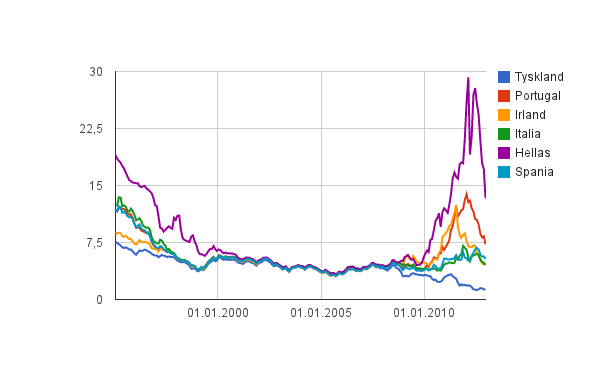 30
22,5
15
7,5
0
01.01.2000
01.01.2005
01.01.2010
Tyskland
Portugal
Irland
Italia
Hellas
Spania